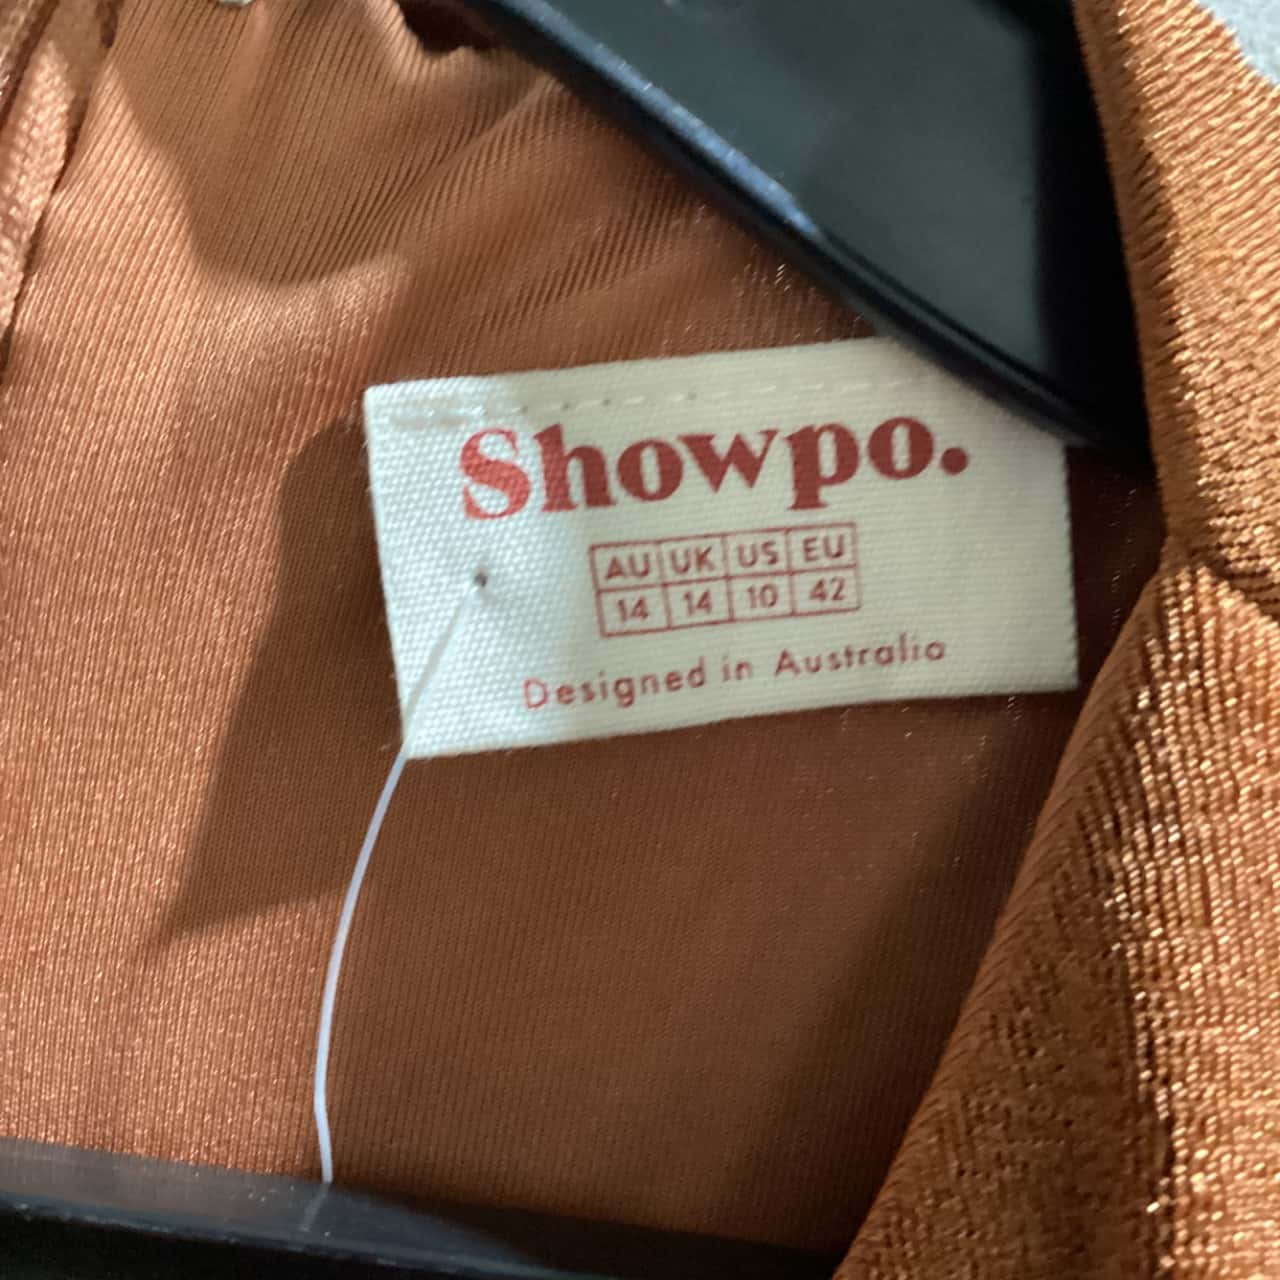 Showpo.
AU UK US EU
14 14 10 42
Designed in Australia